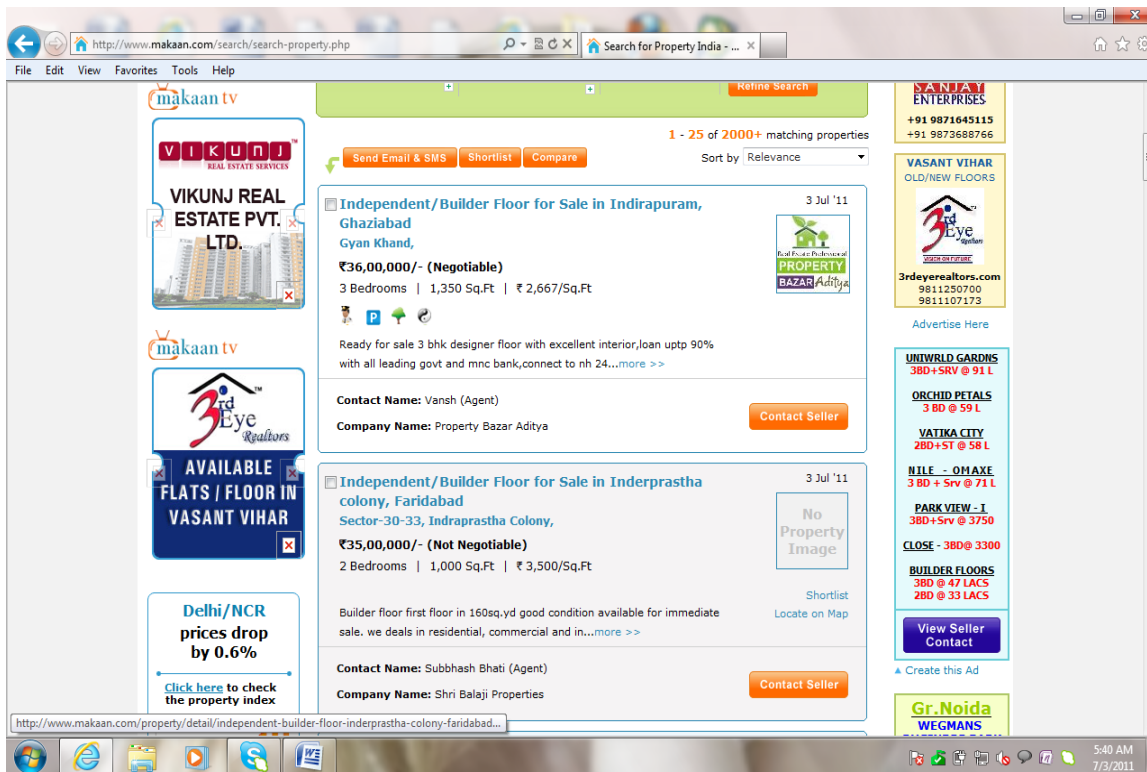 http://www.makaan.com/search/search-property.php
Search for Property India - ...
File Edit View Favorites Tools Help
makaan tv
VIKUNJ™
REAL ESTATE SERVICES
VIKUNJ REAL
ESTATE PVT.
LTD.
makaan tv
3rd Eye Realtors
AVAILABLE
FLATS / FLOOR IN
VASANT VIHAR
Delhi/NCR
prices drop
by 0.6%
Click here to check
the property index
Refine Search
1 - 25 of 2000+ matching properties
Send Email & SMS Shortlist Compare
Sort by Relevance
Independent/Builder Floor for Sale in Indirapuram,
Ghaziabad
Gyan Khand,
₹36,00,000/- (Negotiable)
3 Bedrooms | 1,350 Sq.Ft | ₹ 2,667/Sq.Ft
3 Jul '11
Real Estate Professional
PROPERTY
BAZAR Aditya
Ready for sale 3 bhk designer floor with excellent interior,loan uptp 90%
with all leading govt and mnc bank,connect to nh 24...more >>
Contact Name: Vansh (Agent)
Company Name: Property Bazar Aditya
Contact Seller
Independent/Builder Floor for Sale in Inderprastha
colony, Faridabad
Sector-30-33, Indraprastha Colony,
₹35,00,000/- (Not Negotiable)
2 Bedrooms | 1,000 Sq.Ft | ₹ 3,500/Sq.Ft
3 Jul '11
No
Property
Image
Shortlist
Locate on Map
Builder floor first floor in 160sq.yd good condition available for immediate
sale. we deals in residential, commercial and in...more >>
Contact Name: Subbhash Bhati (Agent)
Company Name: Shri Balaji Properties
Contact Seller
SANJAY
ENTERPRISES
+91 9871645115
+91 9873688766
VASANT VIHAR
OLD/NEW FLOORS
3rd Eye Realtors
VISION ON FUTURE
3rdeyerealtors.com
9811250700
9811107173
Advertise Here
UNIWRLD GARDNS
3BD+SRV @ 91 L
ORCHID PETALS
3 BD @ 59 L
VATIKA CITY
2BD+ST @ 58 L
NILE - OMAXE
3 BD + Srv @ 71 L
PARK VIEW - I
3BD+Srv @ 3750
CLOSE - 3BD@ 3300
BUILDER FLOORS
3BD @ 47 LACS
2BD @ 33 LACS
View Seller
Contact
Create this Ad
Gr.Noida
WEGMANS
http://www.makaan.com/property/detail/independent-builder-floor-inderprastha-colony-faridabad...
5:40 AM
7/3/2011